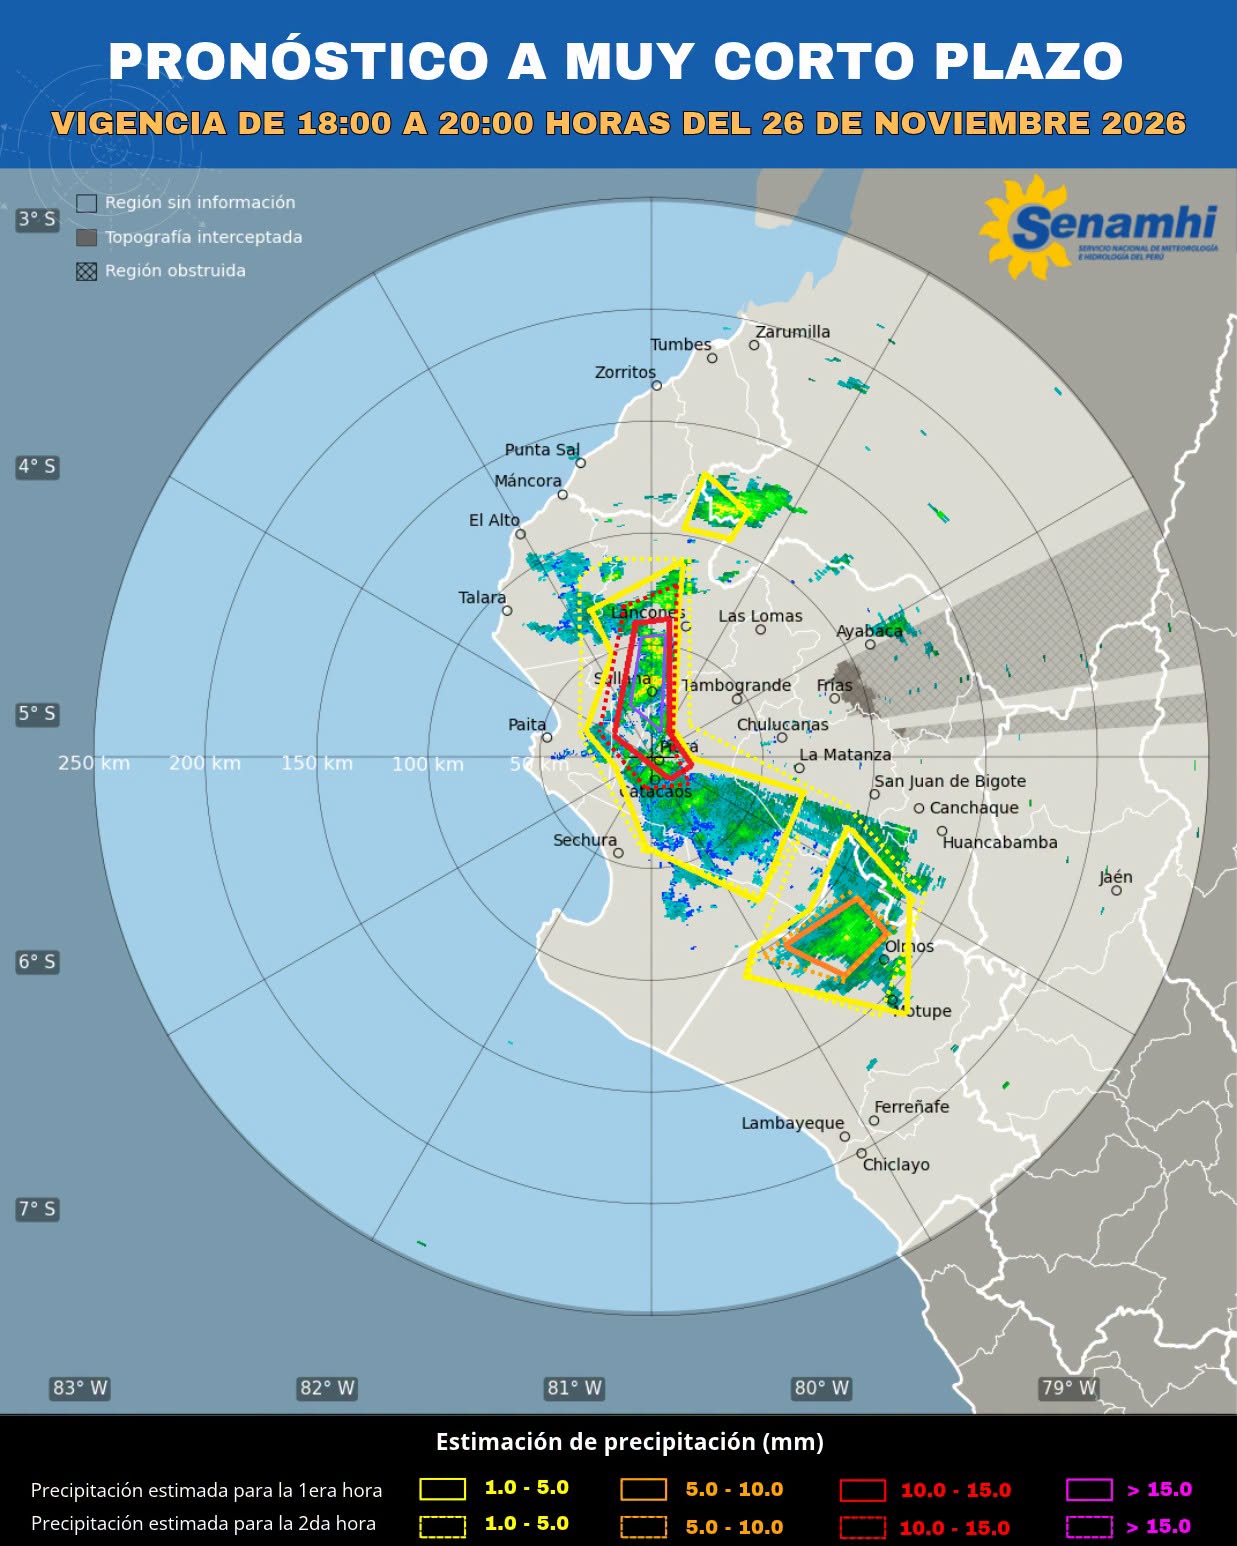 PRONÓSTICO A MUY CORTO PLAZO
VIGENCIA DE 18:00 A 20:00 HORAS DEL 26 DE NOVIEMBRE 2026
Región sin información
Topografía interceptada
Región obstruida
Senamhi
SERVICIO NACIONAL DE METEOROLOGÍA
E HIDROLOGÍA DEL PERÚ
3° S
4° S
5° S
6° S
7° S
Zarumilla
Tumbes
Zorritos
Punta Sal
Máncora
El Alto
Talara
Lancones
Las Lomas
Ayabaca
Sullana
Tambogrande
Frías
Paita
Chulucanas
Piura
La Matanza
250 km
200 km
150 km
100 km
50 km
San Juan de Bigote
Catacaos
Canchaque
Sechura
Huancabamba
Jaén
Olmos
Motupe
Ferreñafe
Lambayeque
Chiclayo
83° W
82° W
81° W
80° W
79° W
Estimación de precipitación (mm)
Precipitación estimada para la 1era hora
1.0 - 5.0
5.0 - 10.0
10.0 - 15.0
> 15.0
Precipitación estimada para la 2da hora
1.0 - 5.0
5.0 - 10.0
10.0 - 15.0
> 15.0